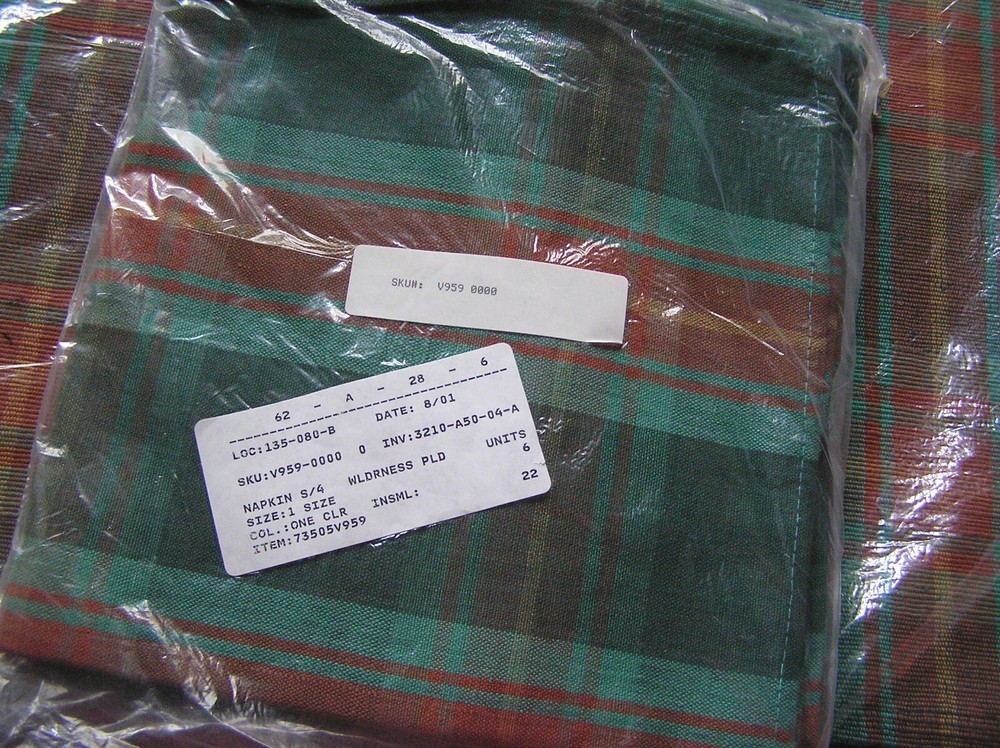 SKU#: V959 0000
62 - A - 28 - 6
LOC:135-080-B DATE: 8/01
SKU:V959-0000 0 INV:3210-A50-04-A
NAPKIN S/4 WLDRNESS PLD UNITS
SIZE:1 SIZE 6
COL.:ONE CLR INSML:
ITEM:73505V959 22